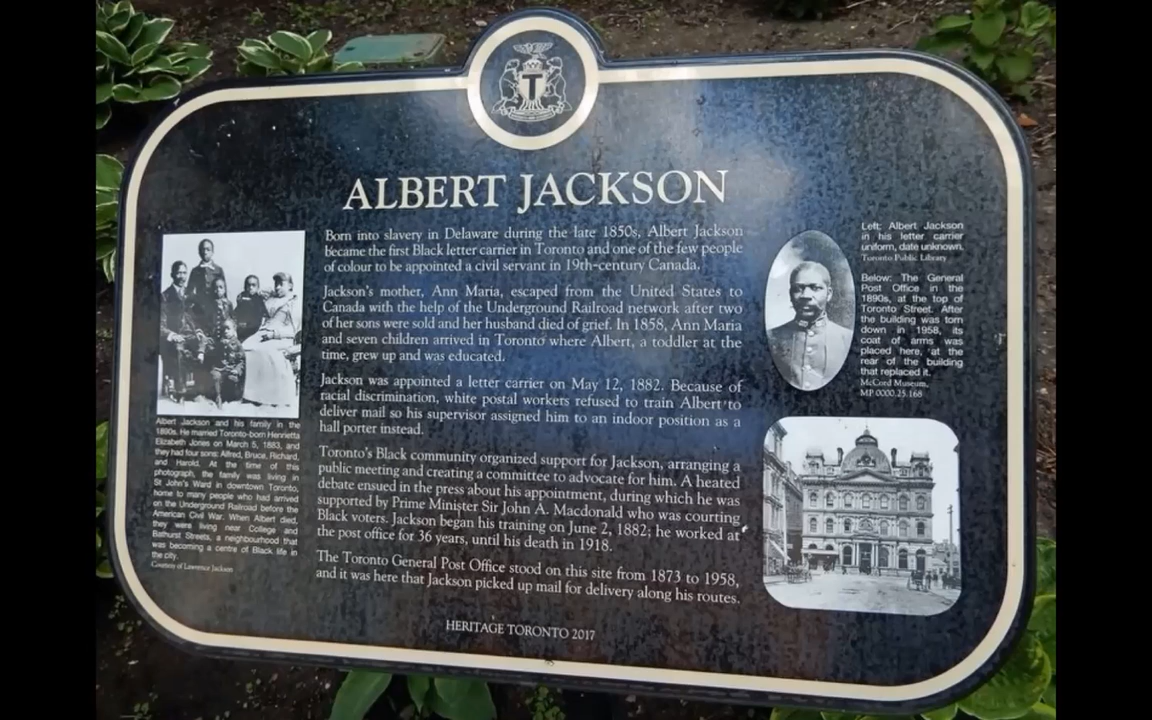 T
ALBERT JACKSON
Albert Jackson and his family in the
1890s. He married Toronto-born Henrietta
Elizabeth Jones on March 5, 1883, and
they had four sons: Alfred, Bruce, Richard,
and Harold. At the time of this
photograph, the family was living in
St John's Ward in downtown Toronto,
home to many people who had arrived
on the Underground Railroad before the
American Civil War. When Albert died,
they were living near College and
Bathurst Streets, a neighbourhood that
was becoming a centre of Black life in
the city.
Courtesy of Lawrence Jackson
Born into slavery in Delaware during the late 1850s, Albert Jackson
became the first Black letter carrier in Toronto and one of the few people
of colour to be appointed a civil servant in 19th-century Canada.
Jackson's mother, Ann Maria, escaped from the United States to
Canada with the help of the Underground Railroad network after two
of her sons were sold and her husband died of grief. In 1858, Ann Maria
and seven children arrived in Toronto where Albert, a toddler at the
time, grew up and was educated.
Jackson was appointed a letter carrier on May 12, 1882. Because of
racial discrimination, white postal workers refused to train Albert to
deliver mail so his supervisor assigned him to an indoor position as a
hall porter instead.
Toronto's Black community organized support for Jackson, arranging a
public meeting and creating a committee to advocate for him. A heated
debate ensued in the press about his appointment, during which he was
supported by Prime Minister Sir John A. Macdonald who was courting
Black voters. Jackson began his training on June 2, 1882; he worked at
the post office for 36 years, until his death in 1918.
The Toronto General Post Office stood on this site from 1873 to 1958,
and it was here that Jackson picked up mail for delivery along his routes.
Left: Albert Jackson
in his letter carrier
uniform, date unknown.
Toronto Public Library
Below: The General
Post Office in the
1890s, at the top of
Toronto Street. After
the building was torn
down in 1958, its
coat of arms was
placed here, at the
rear of the building
that replaced it.
McCord Museum,
MP 0000.25.168
HERITAGE TORONTO 2017